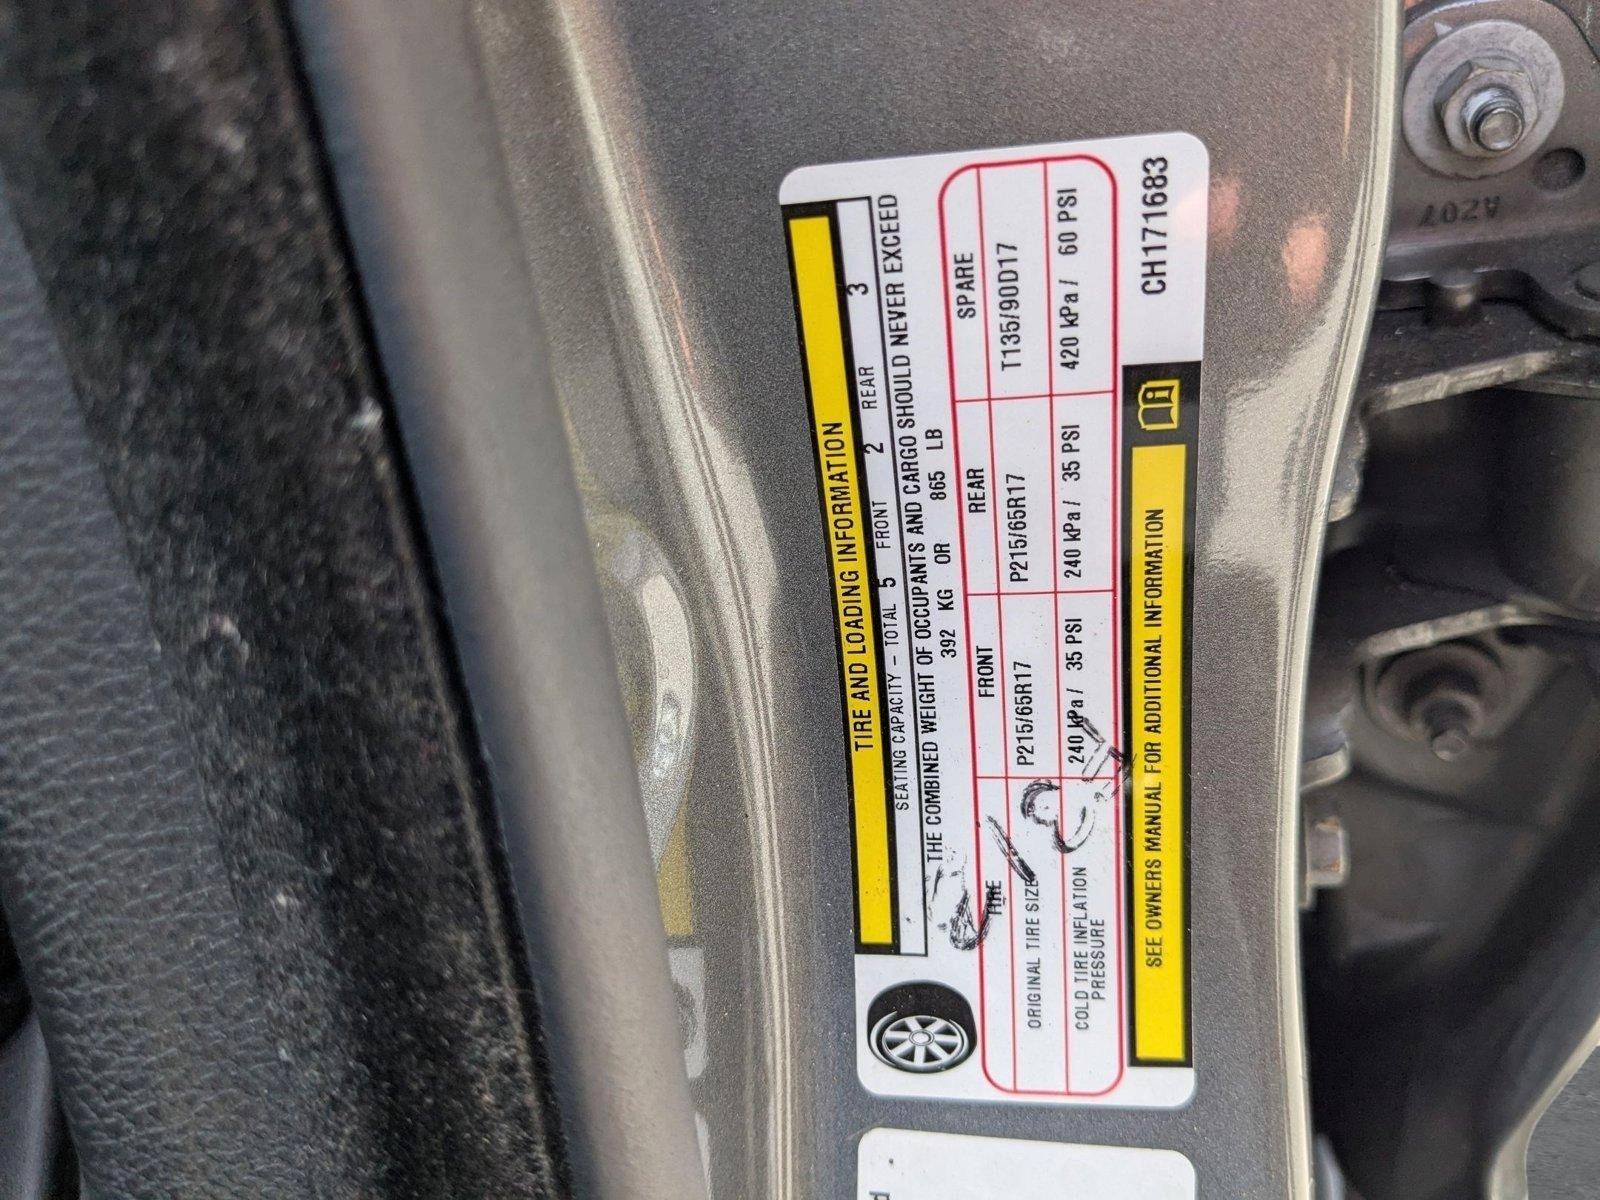 TIRE AND LOADING INFORMATION
SEATING CAPACITY – TOTAL 5 FRONT 2 REAR 3
THE COMBINED WEIGHT OF OCCUPANTS AND CARGO SHOULD NEVER EXCEED
392 KG OR 865 LB
TIRE FRONT REAR SPARE
ORIGINAL TIRE SIZE P215/65R17 P215/65R17 T135/90D17
COLD TIRE INFLATION PRESSURE 240 kPa / 35 PSI 240 kPa / 35 PSI 420 kPa / 60 PSI
SEE OWNERS MANUAL FOR ADDITIONAL INFORMATION
CH171683
AZ07